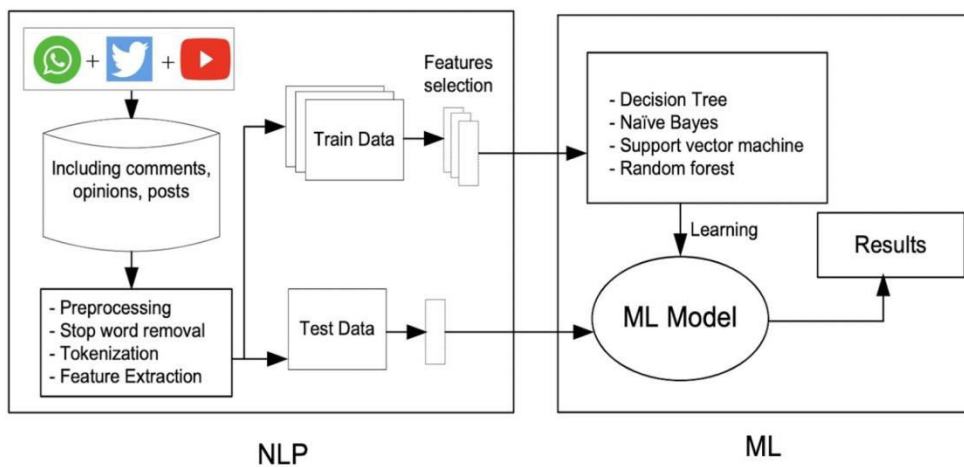 + +
Including comments,
opinions, posts
- Preprocessing
- Stop word removal
- Tokenization
- Feature Extraction
Train Data
Features
selection
Test Data
NLP
- Decision Tree
- Naïve Bayes
- Support vector machine
- Random forest
Learning
ML Model
Results
ML